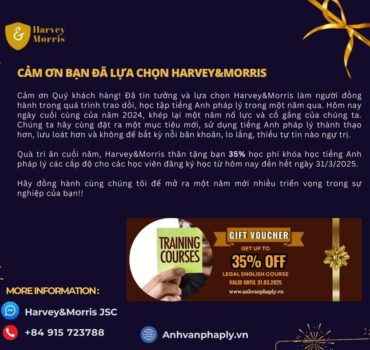 Harvey
Morris
&
CẢM ƠN BẠN ĐÃ LỰA CHỌN HARVEY&MORRIS
Cảm ơn Quý khách hàng! Đã tin tưởng và lựa chọn Harvey&Morris làm người đồng
hành trong quá trình trao dồi, học tập tiếng Anh pháp lý trong một năm qua. Hôm nay
ngày cuối cùng của năm 2024, khép lại một năm nổ lực và cố gắng của chúng ta.
Chúng ta hãy cùng đặt ra một mục tiêu mới, sử dụng tiếng Anh pháp lý thành thạo
hơn, lưu loát hơn và không để bất kỳ nổi băn khoăn, lo lắng, thiếu tự tin nào ngự trị.
Quà tri ân cuối năm, Harvey&Morris thân tặng bạn 35% học phí khóa học tiếng Anh
pháp lý các cấp độ cho các học viên đăng ký học từ hôm nay đến hết ngày 31/3/2025.
Hãy đồng hành cùng chúng tôi để mở ra một năm mới nhiều triển vọng trong sự
nghiệp của bạn!!
TRAINING
COURSES
GIFT VOUCHER
GET UP TO
35% OFF
LEGAL ENGLISH COURSE
VALID UNTIL 31.03.2025
www.anhvanphaply.vn
MORE INFORMATION :
Harvey&Morris JSC
+84 915 723788
Anhvanphaply.vn